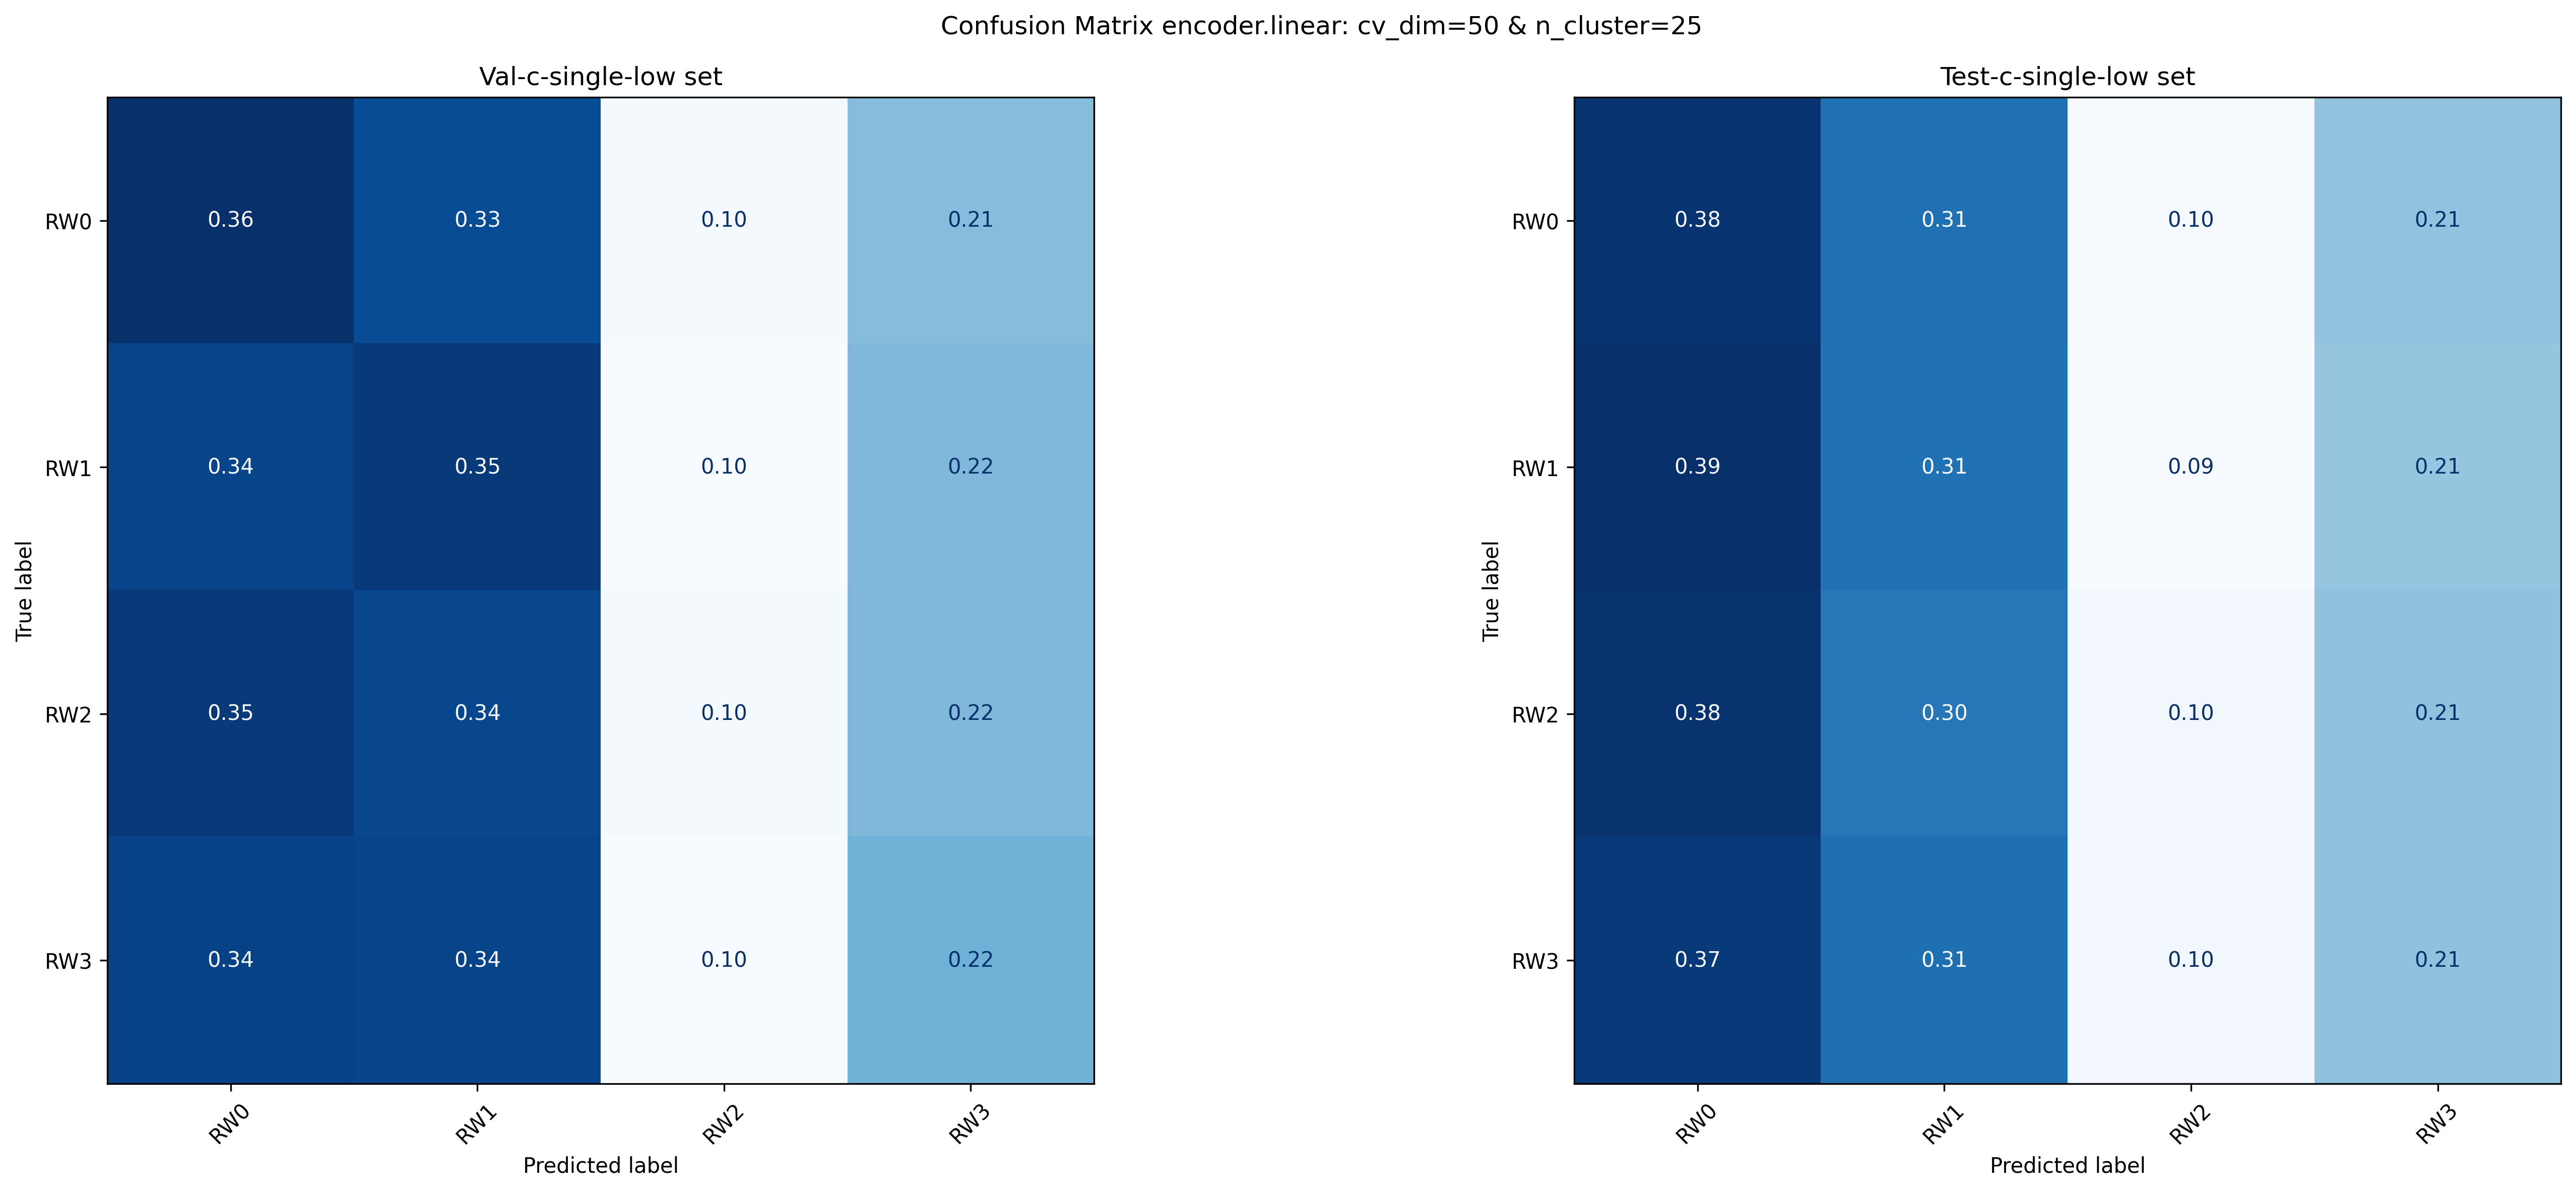 Confusion Matrix encoder.linear: cv_dim=50 & n_cluster=25
Val-c-single-low set
True label
RW0
0.36 0.33 0.10 0.21
RW1
0.34 0.35 0.10 0.22
RW2
0.35 0.34 0.10 0.22
RW3
0.34 0.34 0.10 0.22
RW0 RW1 RW2 RW3
Predicted label
Test-c-single-low set
True label
RW0
0.38 0.31 0.10 0.21
RW1
0.39 0.31 0.09 0.21
RW2
0.38 0.30 0.10 0.21
RW3
0.37 0.31 0.10 0.21
RW0 RW1 RW2 RW3
Predicted label